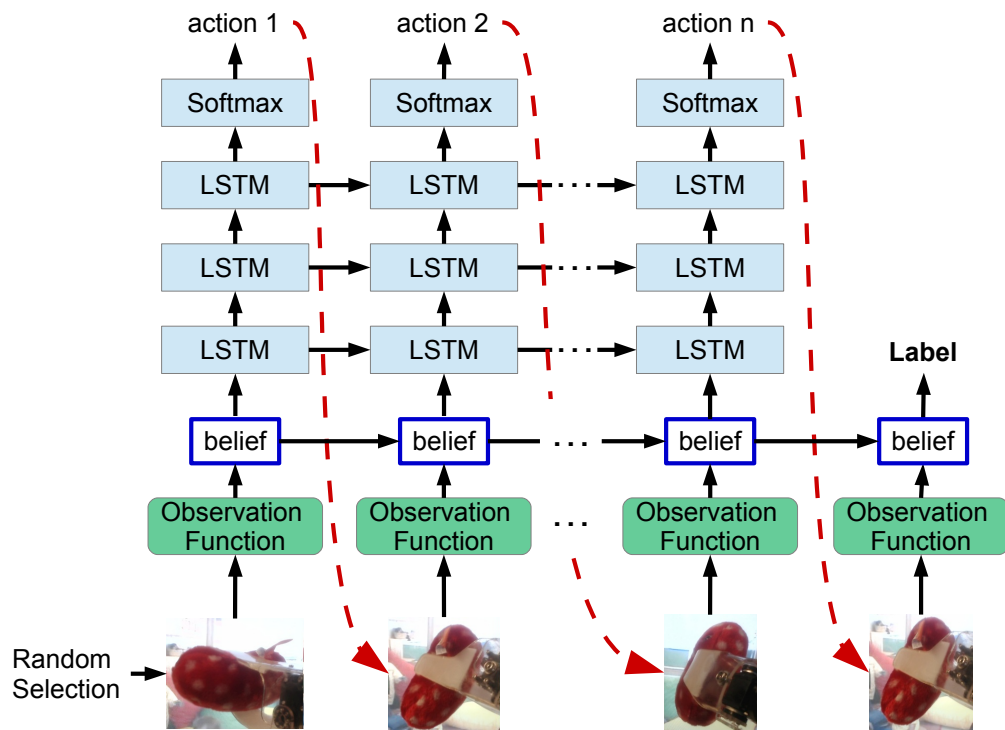 action 1 action 2 action n
Softmax Softmax Softmax
LSTM LSTM ... LSTM
LSTM LSTM ... LSTM
LSTM LSTM ... LSTM
Label
belief belief ... belief belief
Observation Observation Observation Observation
Function Function ... Function Function
Random
Selection